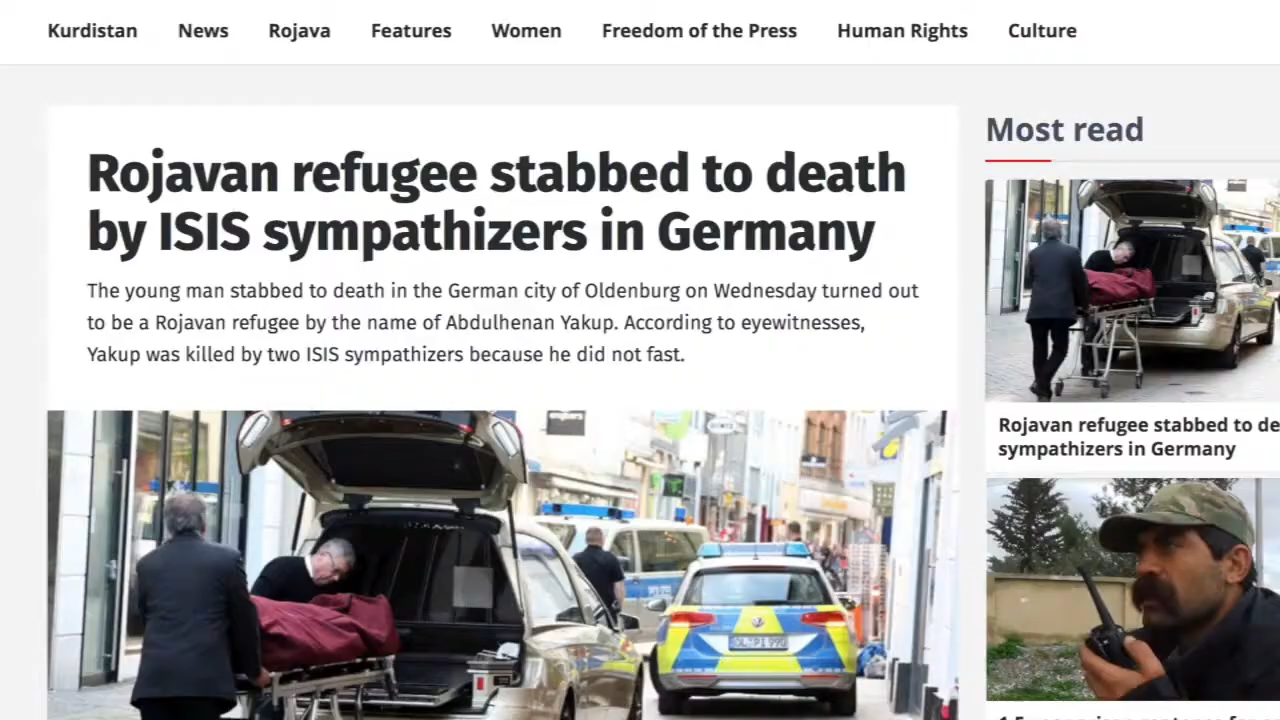 Kurdistan News Rojava Features Women Freedom of the Press Human Rights Culture
Rojavan refugee stabbed to death
by ISIS sympathizers in Germany
The young man stabbed to death in the German city of Oldenburg on Wednesday turned out
to be a Rojavan refugee by the name of Abdulhenan Yakup. According to eyewitnesses,
Yakup was killed by two ISIS sympathizers because he did not fast.
OL-PI 990
Most read
Rojavan refugee stabbed to de
sympathizers in Germany